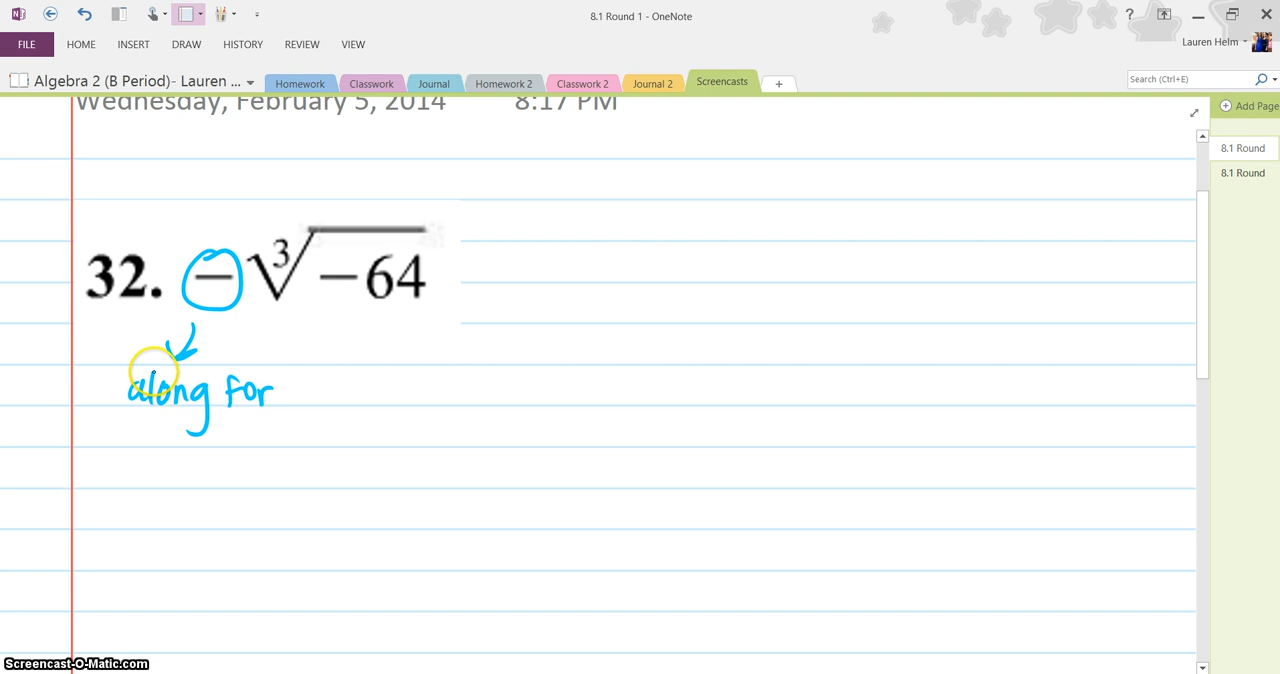 8.1 Round 1 - OneNote
?
FILE HOME INSERT DRAW HISTORY REVIEW VIEW
Lauren Helm
Algebra 2 (B Period)- Lauren ...
Homework Classwork Journal Homework 2 Classwork 2 Journal 2 Screencasts +
Search (Ctrl+E)
Wednesday, February 5, 2014 8:17 PM
Add Page
8.1 Round
8.1 Round
32. −∛−64
along for
Screencast-O-Matic.com